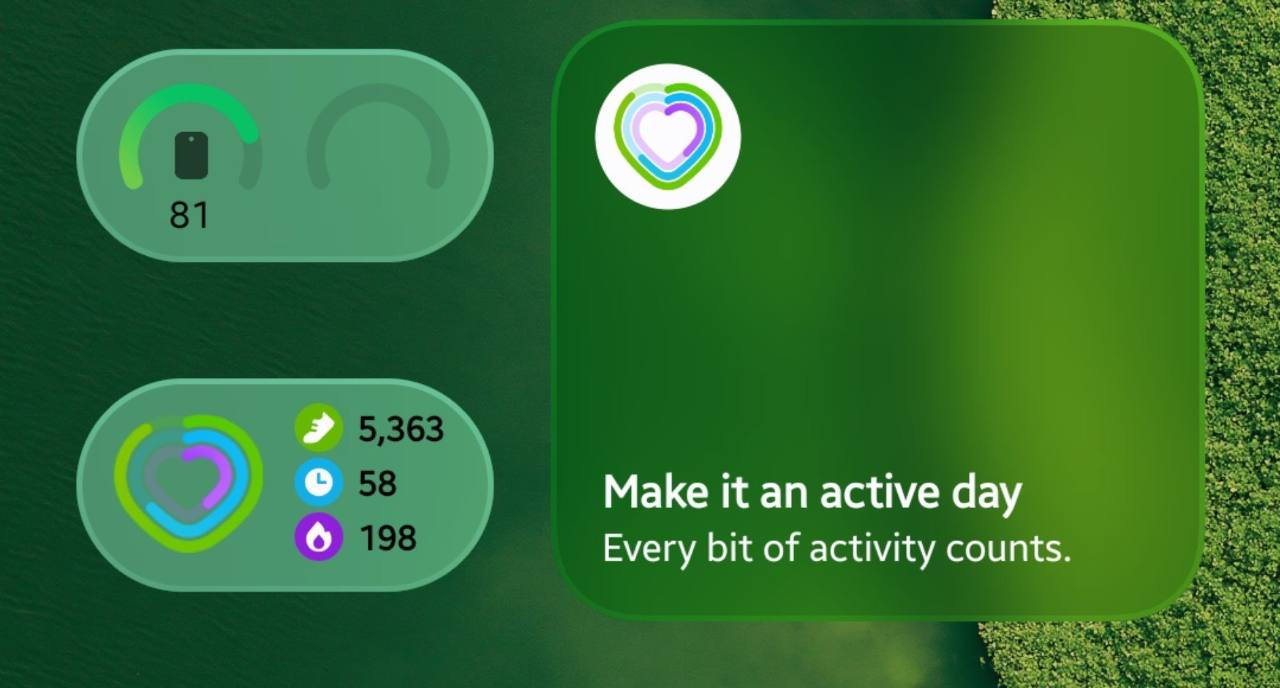 81
5,363
58
198
Make it an active day
Every bit of activity counts.